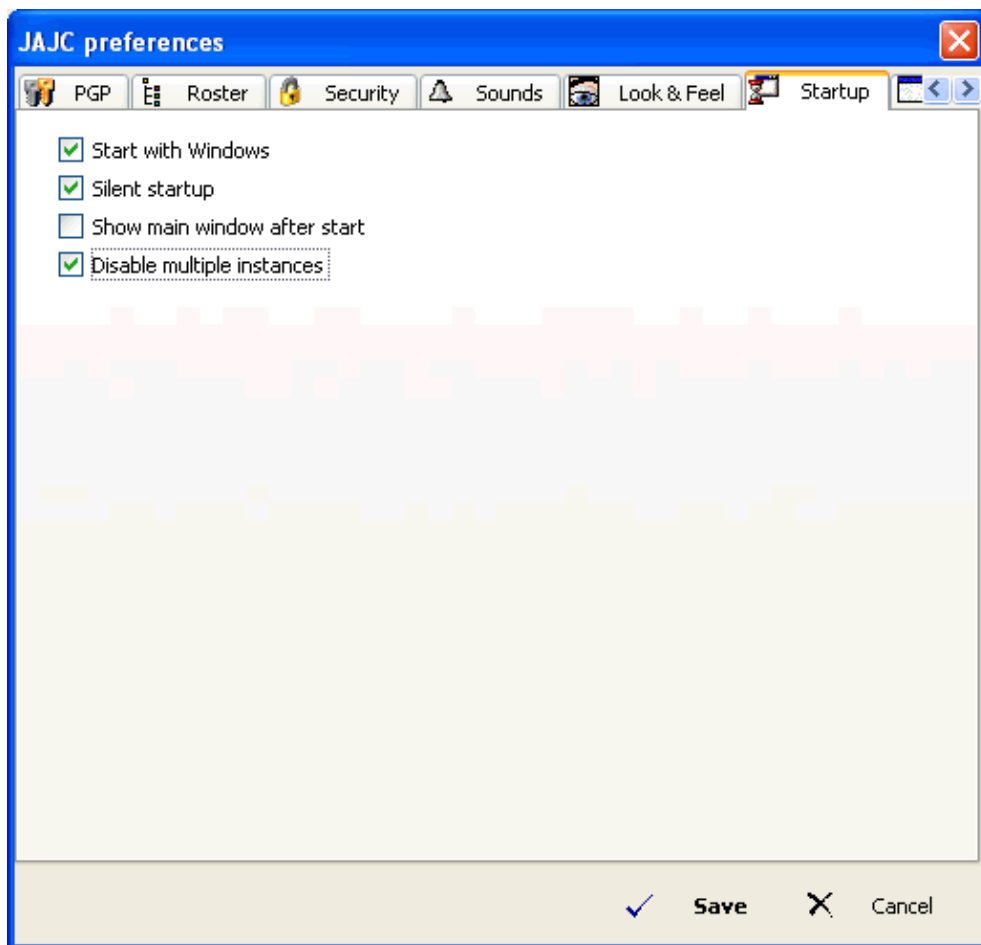 JAJC preferences
PGP Roster Security Sounds Look & Feel Startup
Start with Windows
Silent startup
Show main window after start
Disable multiple instances
Save Cancel